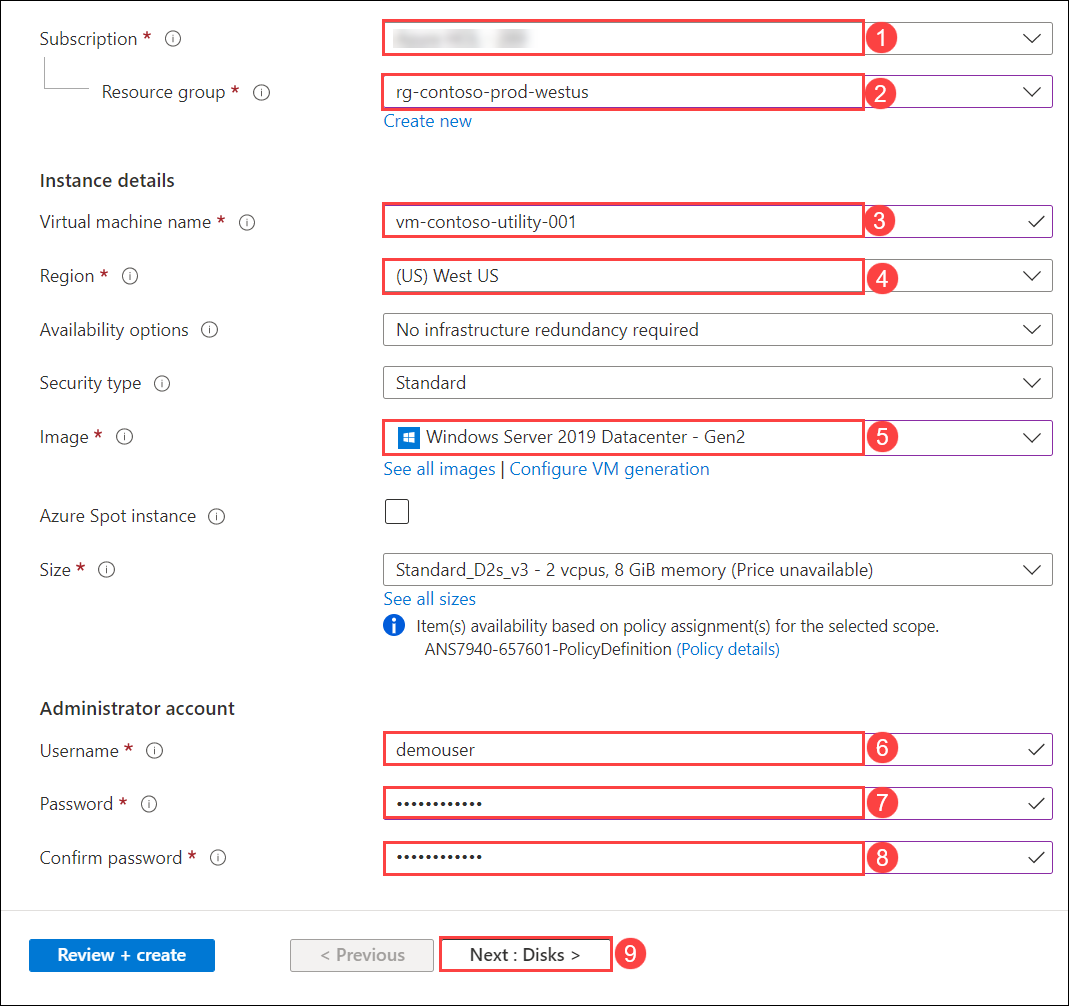 Subscription *
1
Resource group *
rg-contoso-prod-westus
2
Create new
Instance details
Virtual machine name *
vm-contoso-utility-001
3
Region *
(US) West US
4
Availability options
No infrastructure redundancy required
Security type
Standard
Image *
Windows Server 2019 Datacenter - Gen2
5
See all images | Configure VM generation
Azure Spot instance
Size *
Standard_D2s_v3 - 2 vcpus, 8 GiB memory (Price unavailable)
See all sizes
Item(s) availability based on policy assignment(s) for the selected scope.
ANS7940-657601-PolicyDefinition (Policy details)
Administrator account
Username *
demouser
6
Password *
••••••••••••
7
Confirm password *
••••••••••••
8
Review + create
< Previous
Next : Disks >
9